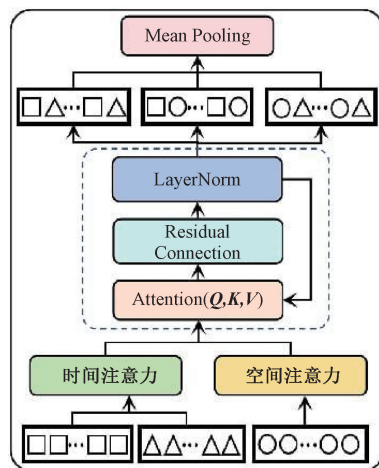 Mean Pooling
LayerNorm
Residual
Connection
Attention(Q,K,V)
时间注意力
空间注意力